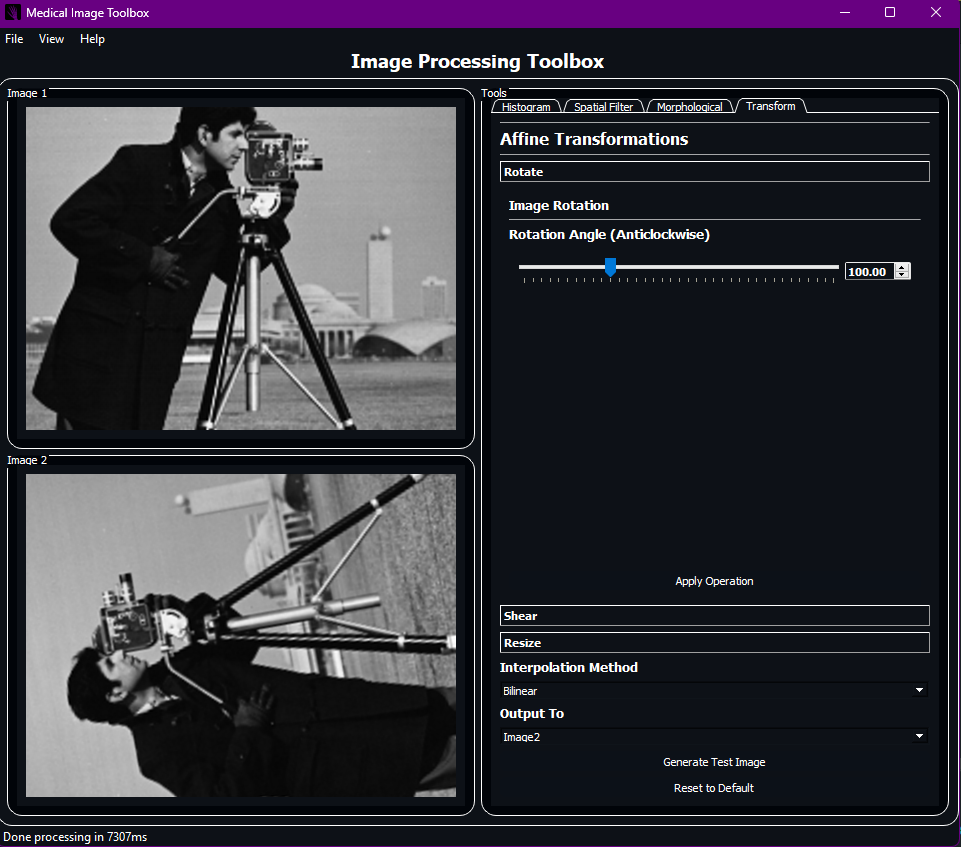 Medical Image Toolbox
File View Help
Image Processing Toolbox
Image 1
Image 2
Tools
Histogram Spatial Filter Morphological Transform
Affine Transformations
Rotate
Image Rotation
Rotation Angle (Anticlockwise)
100.00
Apply Operation
Shear
Resize
Interpolation Method
Bilinear
Output To
Image2
Generate Test Image
Reset to Default
Done processing in 7307ms